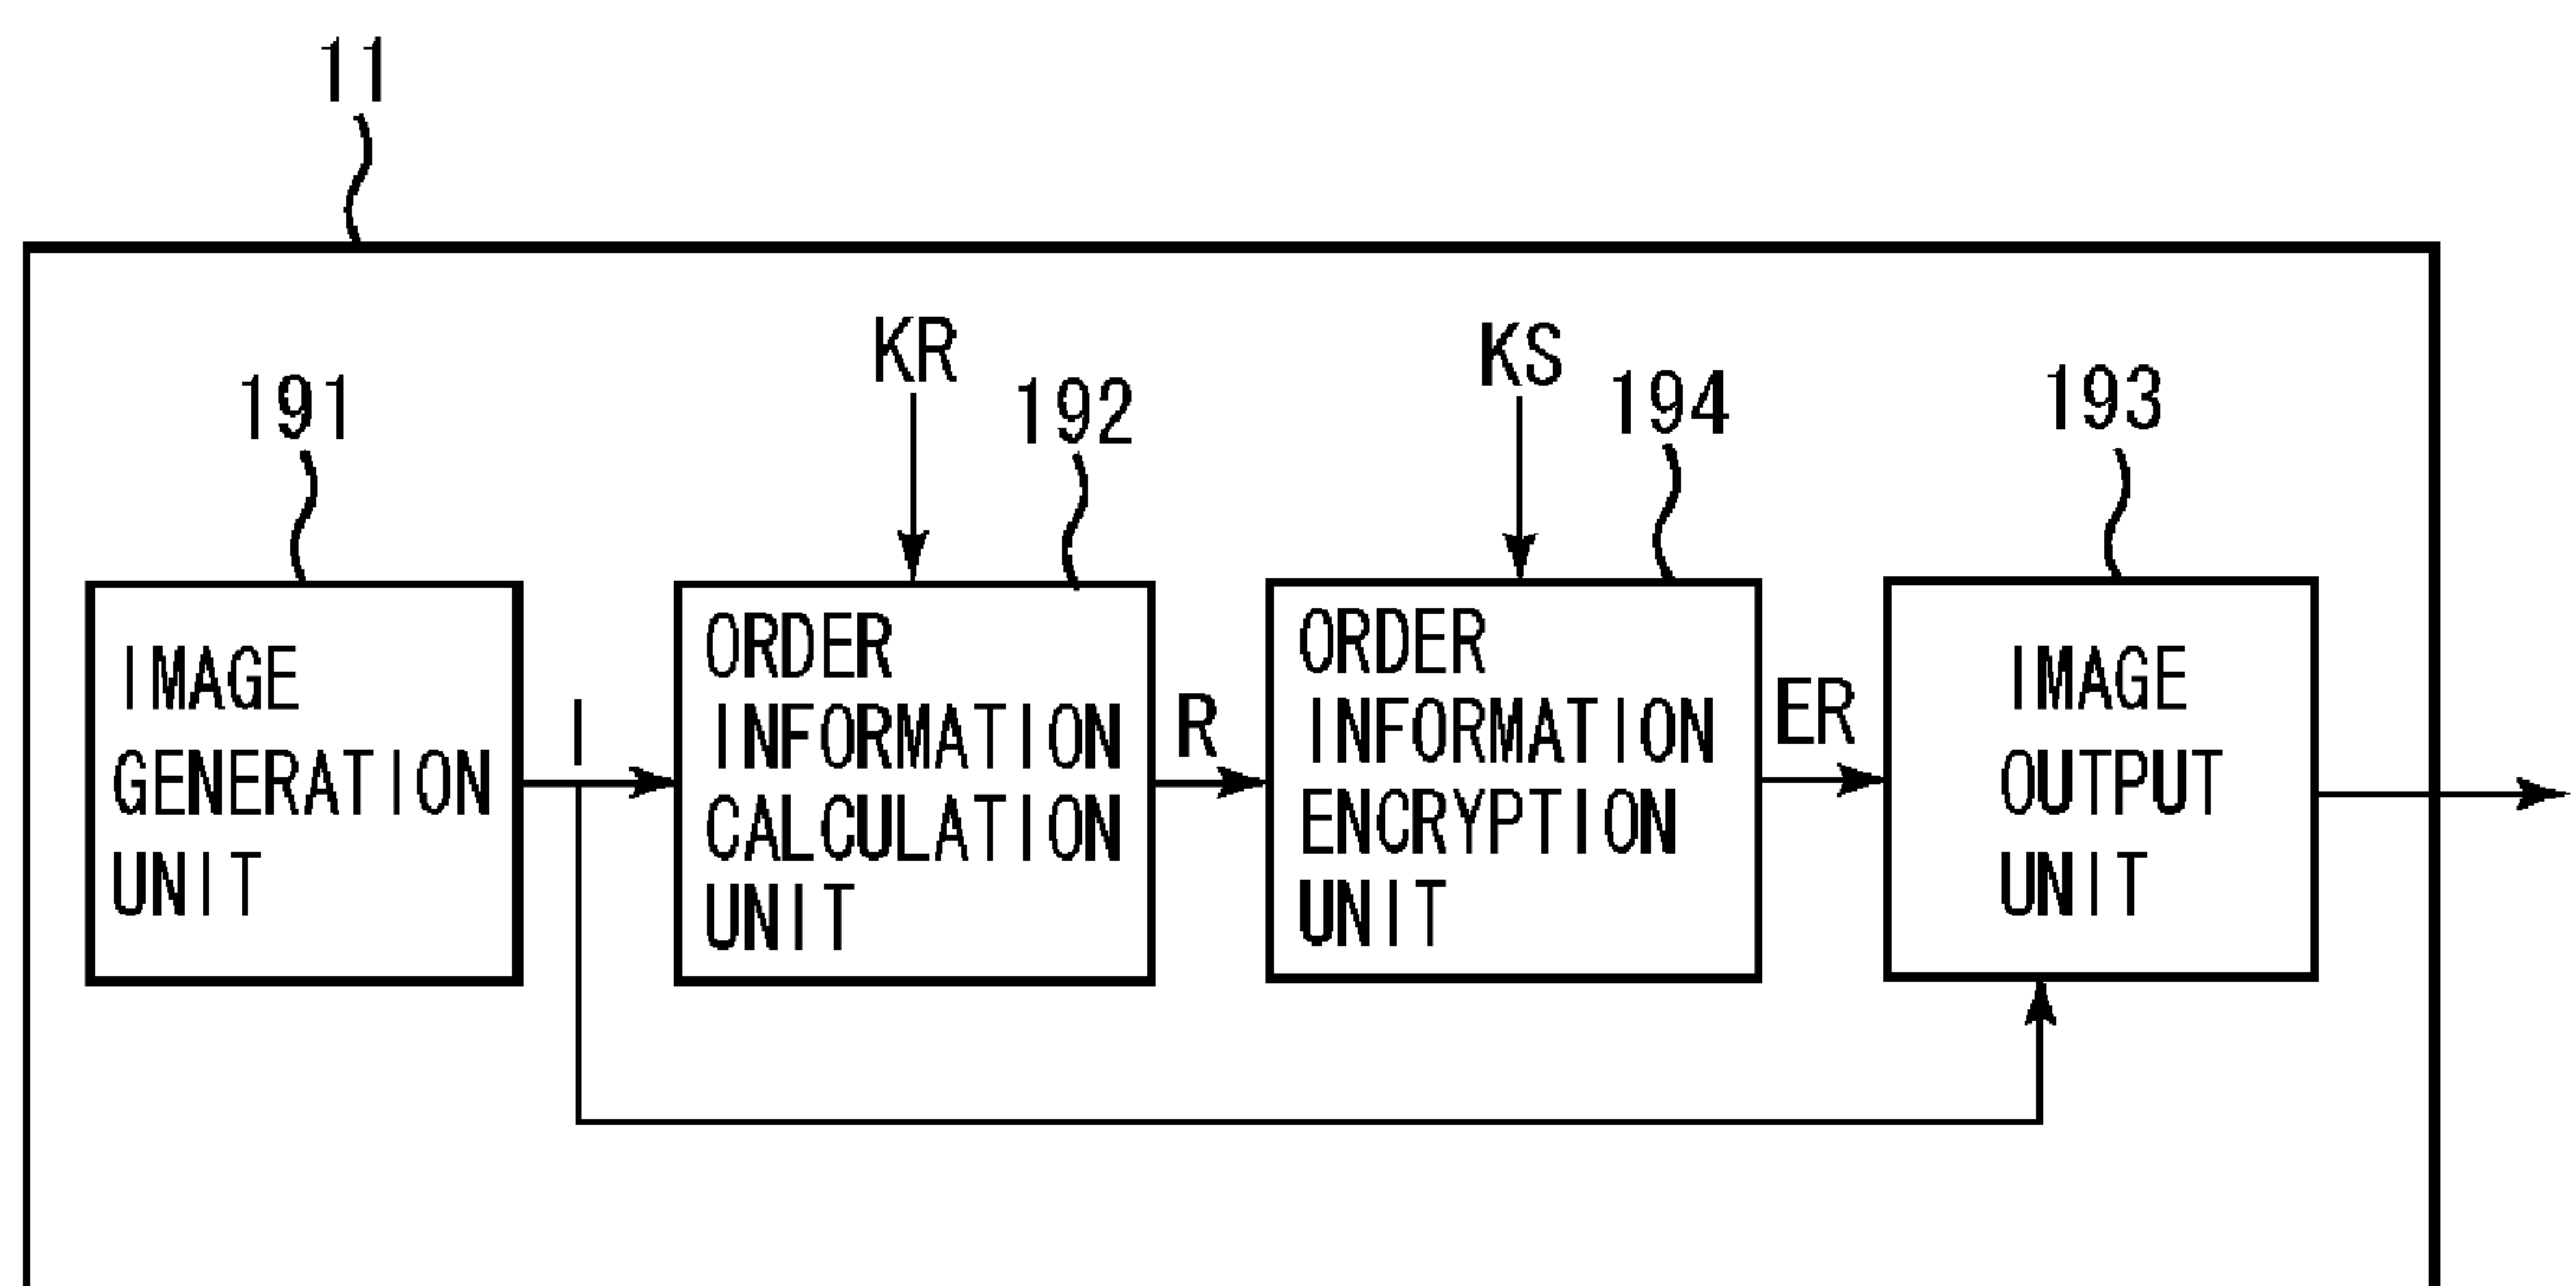 11
KR
KS
191
192
194
193
IMAGE
GENERATION
UNIT
I
ORDER
INFORMATION
CALCULATION
UNIT
R
ORDER
INFORMATION
ENCRYPTION
UNIT
ER
IMAGE
OUTPUT
UNIT